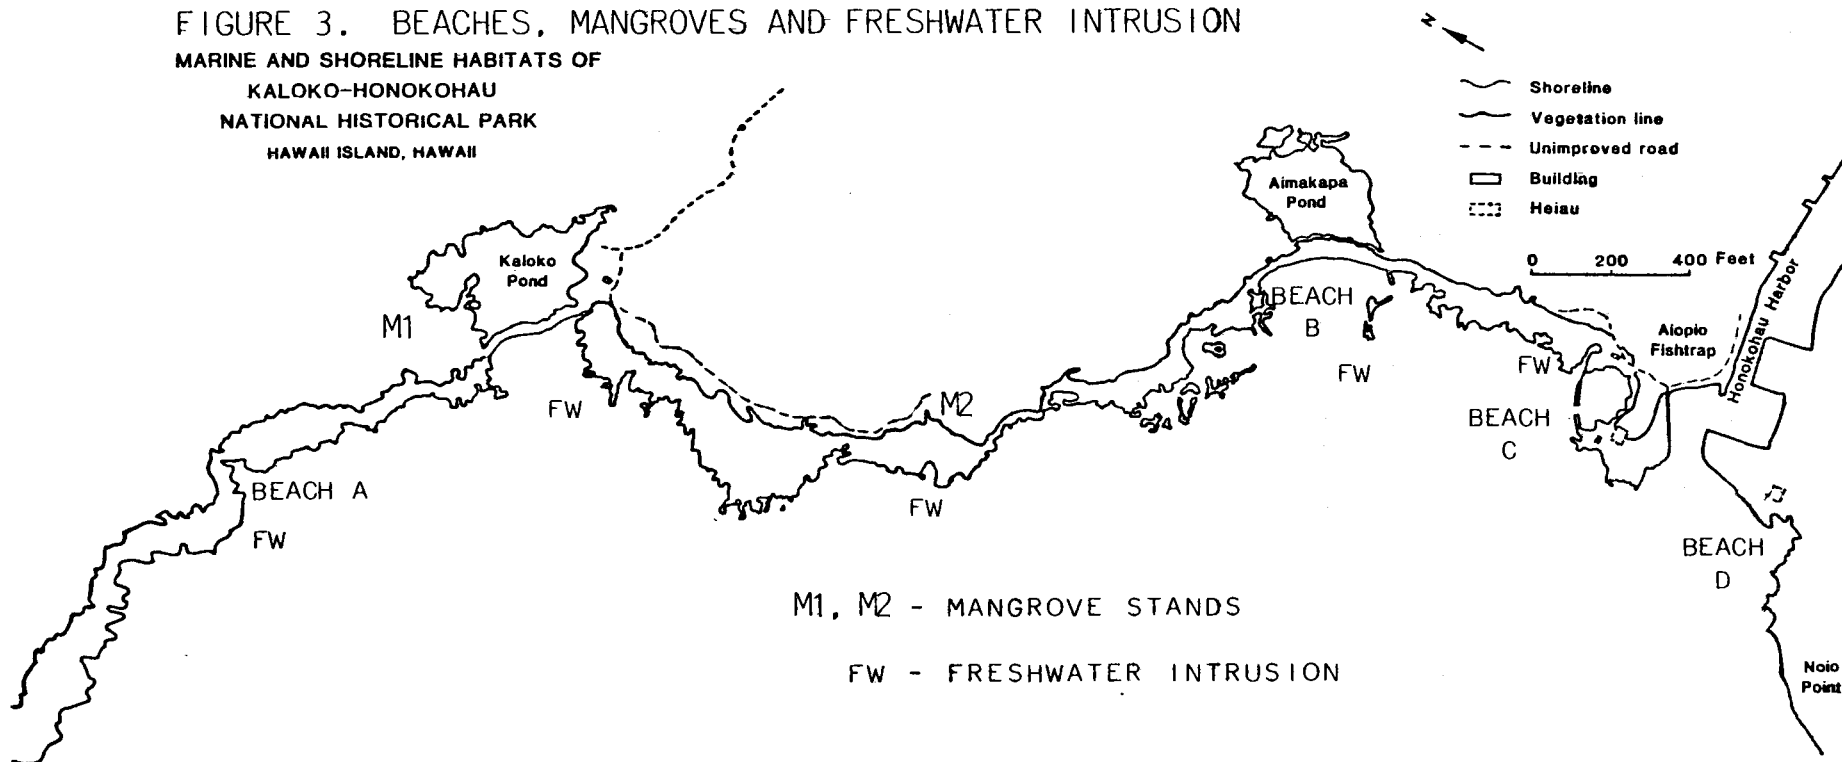 FIGURE 3. BEACHES, MANGROVES AND FRESHWATER INTRUSION
MARINE AND SHORELINE HABITATS OF
KALOKO-HONOKOHAU
NATIONAL HISTORICAL PARK
HAWAII ISLAND, HAWAII
N
Shoreline
Vegetation line
Unimproved road
Building
Heiau
0 200 400 Feet
Aimakapa
Pond
Kaloko
Pond
M1
BEACH
B
FW
Honokohau Harbor
Aiopio
Fishtrap
FW
M2
FW
BEACH
C
BEACH A
FW
FW
BEACH
D
M1, M2 - MANGROVE STANDS
FW - FRESHWATER INTRUSION
Noio
Point